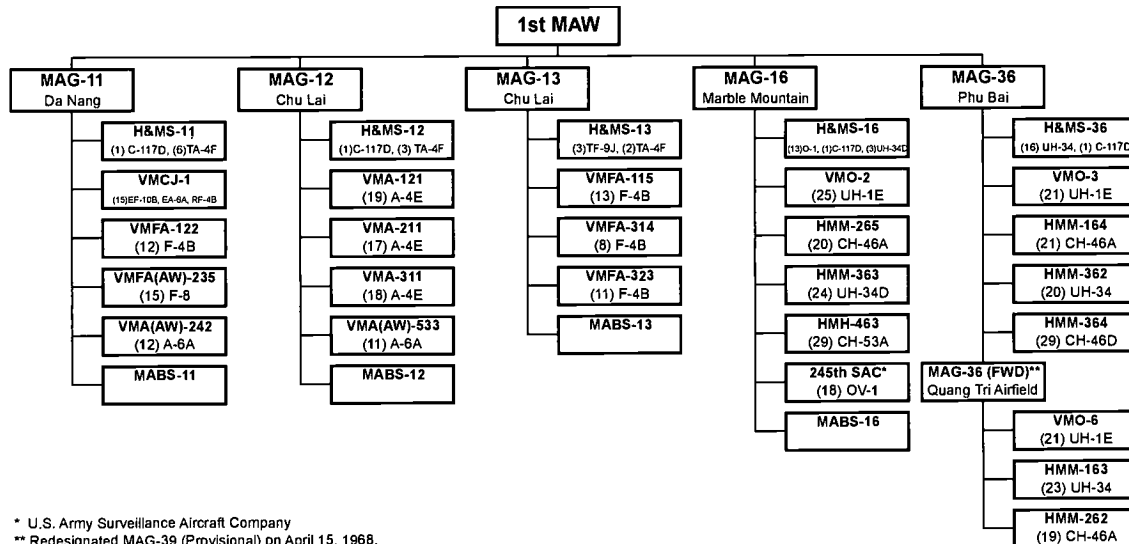 1st MAW
MAG-11
Da Nang
H&MS-11
(1) C-117D, (6)TA-4F
VMCJ-1
(15)EF-10B, EA-6A, RF-4B
VMFA-122
(12) F-4B
VMFA(AW)-235
(15) F-8
VMA(AW)-242
(12) A-6A
MABS-11
MAG-12
Chu Lai
H&MS-12
(1)C-117D, (3) TA-4F
VMA-121
(19) A-4E
VMA-211
(17) A-4E
VMA-311
(18) A-4E
VMA(AW)-533
(11) A-6A
MABS-12
MAG-13
Chu Lai
H&MS-13
(3)TF-9J, (2)TA-4F
VMFA-115
(13) F-4B
VMFA-314
(8) F-4B
VMFA-323
(11) F-4B
MABS-13
MAG-16
Marble Mountain
H&MS-16
(13)O-1, (1)C-117D, (3)UH-34D
VMO-2
(25) UH-1E
HMM-265
(20) CH-46A
HMM-363
(24) UH-34D
HMH-463
(29) CH-53A
245th SAC*
(18) OV-1
MABS-16
MAG-36
Phu Bai
H&MS-36
(16) UH-34, (1) C-117D
VMO-3
(21) UH-1E
HMM-164
(21) CH-46A
HMM-362
(20) UH-34
HMM-364
(29) CH-46D
MAG-36 (FWD)**
Quang Tri Airfield
VMO-6
(21) UH-1E
HMM-163
(23) UH-34
HMM-262
(19) CH-46A
* U.S. Army Surveillance Aircraft Company
** Redesignated MAG-39 (Provisional) on April 15, 1968.